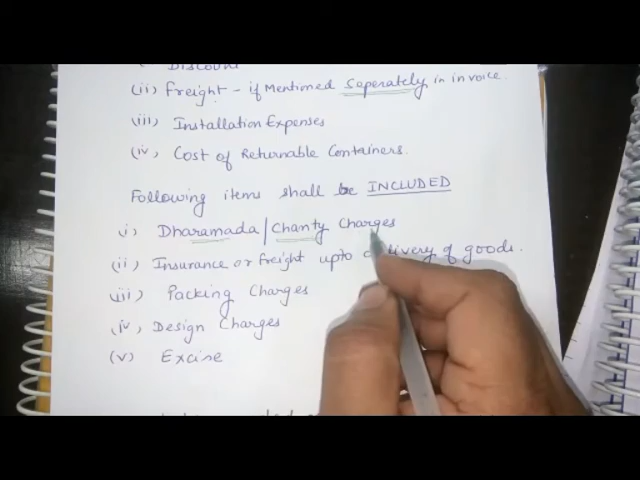 Discount
(ii) Freight - if Mentioned Seperately in invoice.
(iii) Installation Expenses
(iv) Cost of Returnable Containers.
Following items shall be INCLUDED
(i) Dharamada / Charity Charges
(ii) Insurance or freight upto delivery of goods.
(iii) Packing Charges
(iv) Design Charges
(v) Excise